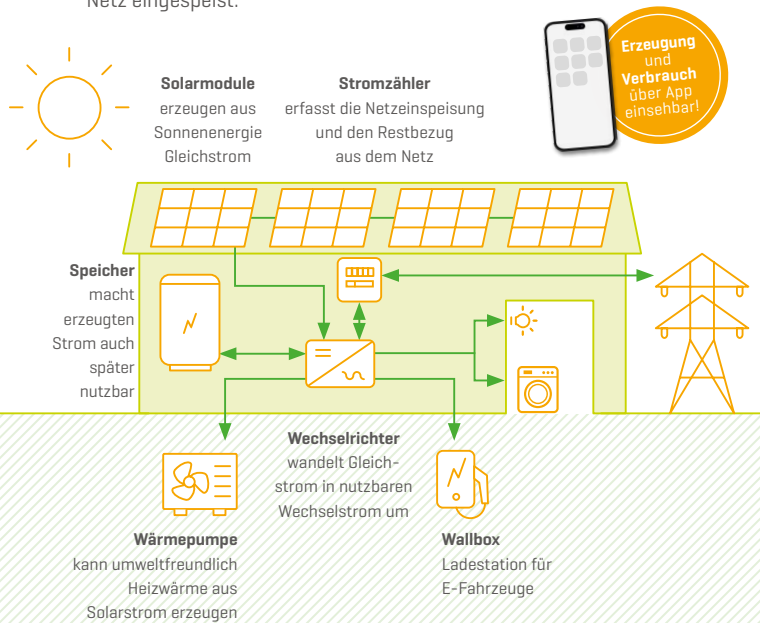 Netz eingespeist.
Erzeugung
und
Verbrauch
über App
einsehbar!
Solarmodule
erzeugen aus
Sonnenenergie
Gleichstrom
Stromzähler
erfasst die Netzeinspeisung
und den Restbezug
aus dem Netz
Speicher
macht
erzeugten
Strom auch
später
nutzbar
Wechselrichter
wandelt Gleich-
strom in nutzbaren
Wechselstrom um
Wärmepumpe
kann umweltfreundlich
Heizwärme aus
Solarstrom erzeugen
Wallbox
Ladestation für
E-Fahrzeuge